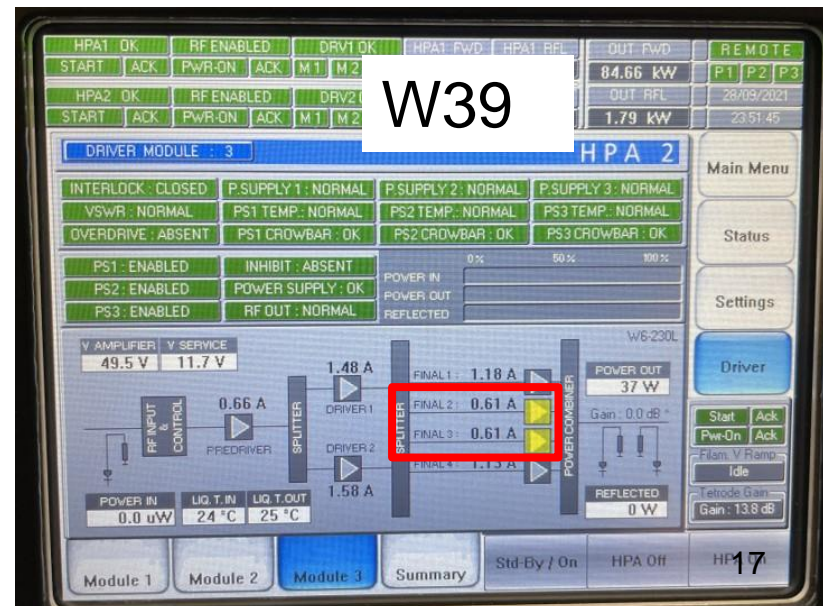 HPA1 OK RF ENABLED DRV1 OK HPA1 FWD HPA1 RFL OUT FWD REMOTE
START ACK PWR-ON ACK M1 M2 84.66 kW P1 P2 P3
HPA2 OK RF ENABLED DRV2 OUT RFL 28/09/2021
START ACK PWR-ON ACK M1 M2 1.79 kW 23:51:45
W39
DRIVER MODULE : 3 HPA 2
Main Menu
INTERLOCK : CLOSED P.SUPPLY 1 : NORMAL P.SUPPLY 2 : NORMAL P.SUPPLY 3 : NORMAL
VSWR : NORMAL PS1 TEMP.: NORMAL PS2 TEMP.: NORMAL PS3 TEMP.: NORMAL
OVERDRIVE : ABSENT PS1 CROWBAR : OK PS2 CROWBAR : OK PS3 CROWBAR : OK
Status
0 % 50 % 100 %
PS1 : ENABLED INHIBIT : ABSENT POWER IN
PS2 : ENABLED POWER SUPPLY : OK POWER OUT
PS3 : ENABLED RF OUT : NORMAL REFLECTED
Settings
W6-230L
V AMPLIFIER V SERVICE
49.5 V 11.7 V
1.48 A
DRIVER 1
FINAL 1 : 1.18 A
POWER OUT
37 W
Driver
RF INPUT & CONTROL
0.66 A
PREDRIVER
SPLITTER
SPLITTER
FINAL 2 : 0.61 A
FINAL 3 : 0.61 A
POWER COMBINER
Gain : 0.0 dB *
DRIVER 2
1.58 A
FINAL 4 : 1.13 A
Start Ack
Pwr-On Ack
Filam. V Ramp
Idle
Tetrode Gain
Gain : 13.8 dB
POWER IN LIQ. T.IN LIQ. T.OUT REFLECTED
0.0 uW 24 °C 25 °C 0 W
Module 1 Module 2 Module 3 Summary Std-By / On HPA Off
17